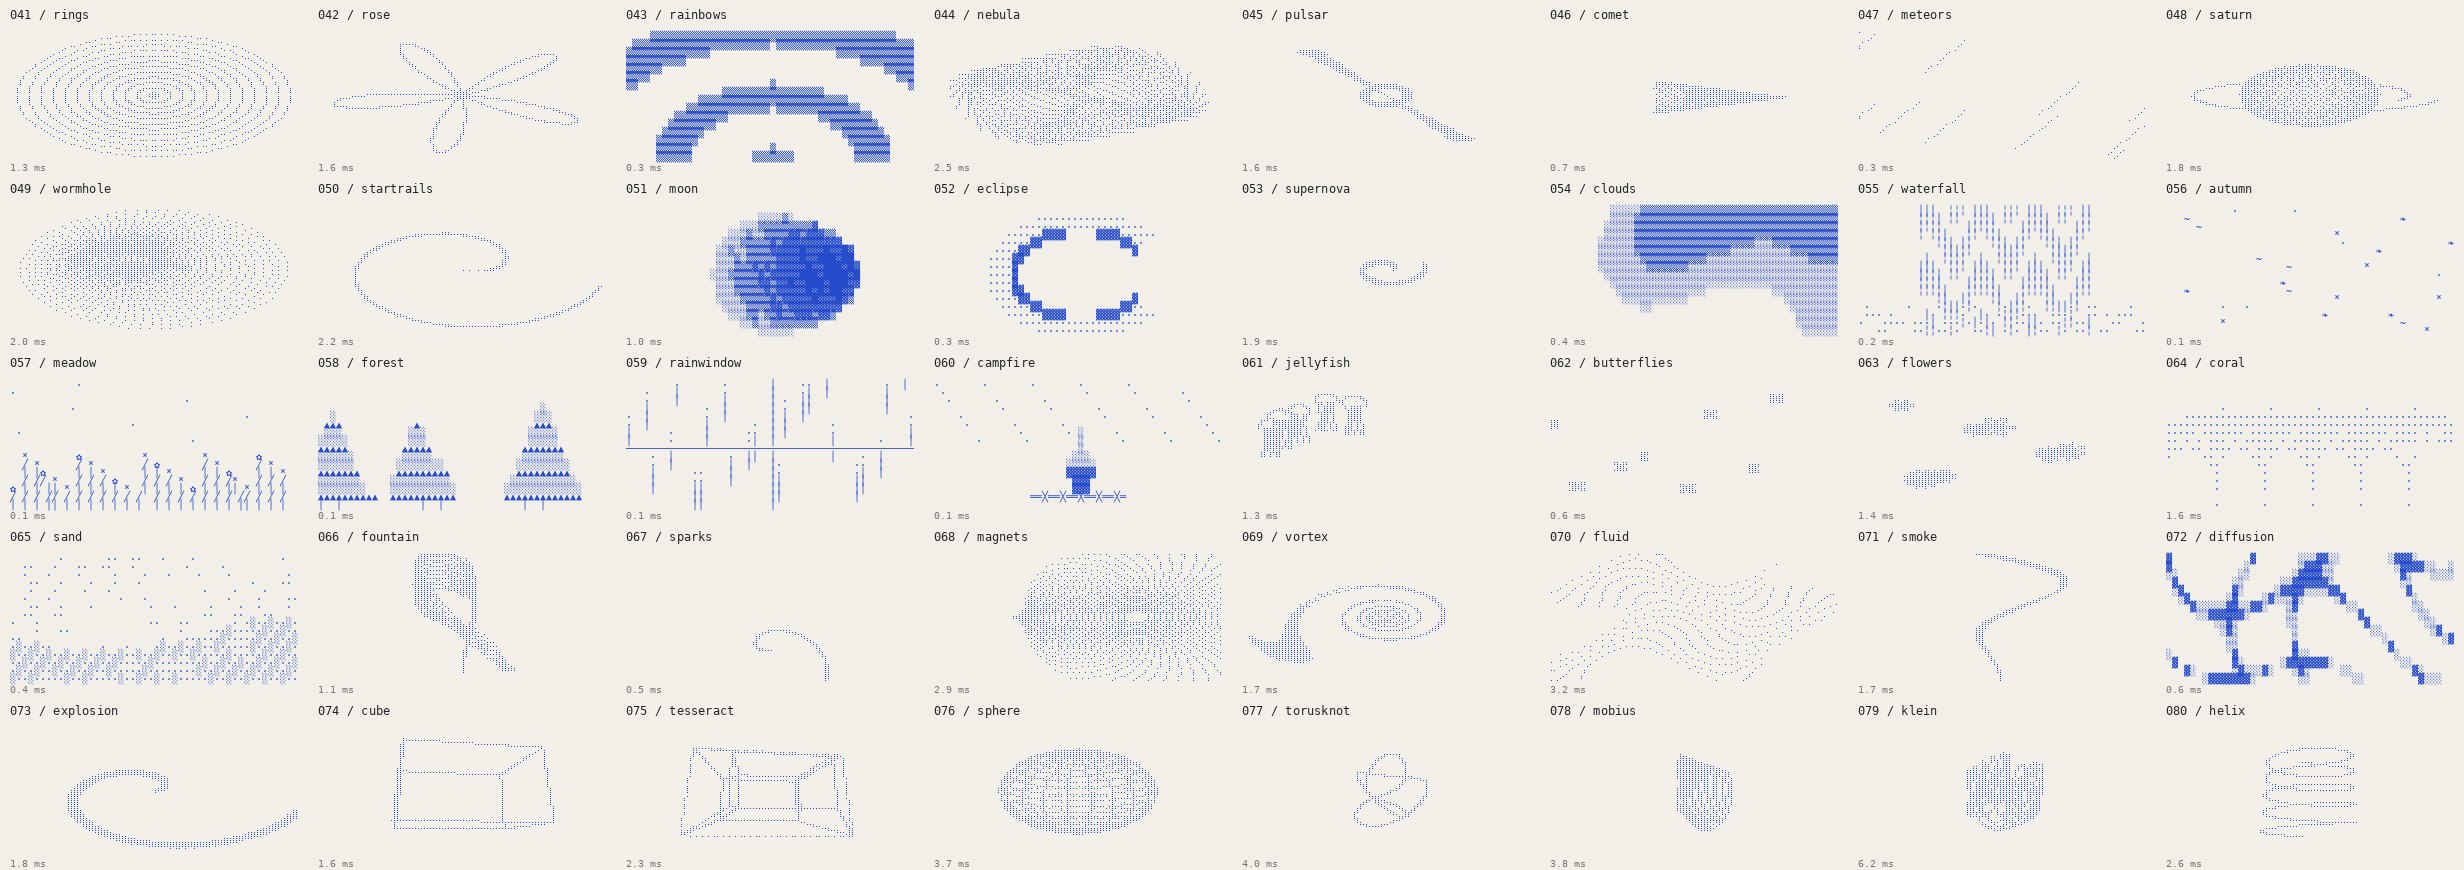 041 / rings
042 / rose
043 / rainbows
044 / nebula
045 / pulsar
046 / comet
047 / meteors
048 / saturn
1.3 ms
1.6 ms
0.3 ms
2.5 ms
1.6 ms
0.7 ms
0.3 ms
1.8 ms
049 / wormhole
050 / startrails
051 / moon
052 / eclipse
053 / supernova
054 / clouds
055 / waterfall
056 / autumn
2.0 ms
2.2 ms
1.0 ms
0.3 ms
1.9 ms
0.4 ms
0.2 ms
0.1 ms
057 / meadow
058 / forest
059 / rainwindow
060 / campfire
061 / jellyfish
062 / butterflies
063 / flowers
064 / coral
0.1 ms
0.1 ms
0.1 ms
0.1 ms
1.3 ms
0.6 ms
1.4 ms
1.6 ms
065 / sand
066 / fountain
067 / sparks
068 / magnets
069 / vortex
070 / fluid
071 / smoke
072 / diffusion
0.4 ms
1.1 ms
0.5 ms
2.9 ms
1.7 ms
3.2 ms
1.7 ms
0.6 ms
073 / explosion
074 / cube
075 / tesseract
076 / sphere
077 / torusknot
078 / mobius
079 / klein
080 / helix
1.8 ms
1.6 ms
2.3 ms
3.7 ms
4.0 ms
3.8 ms
6.2 ms
2.6 ms